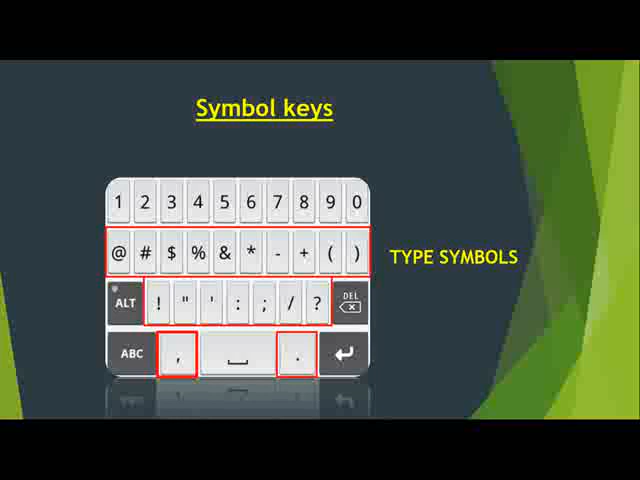 Symbol keys
1 2 3 4 5 6 7 8 9 0
@ # $ % & * - + ( )
TYPE SYMBOLS
ALT ! " ' : ; / ? DEL
ABC , .